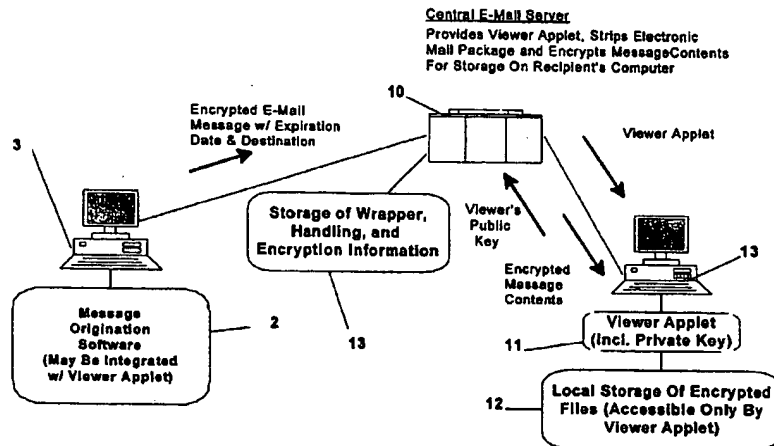 Central E-Mail Server
Provides Viewer Applet, Strips Electronic
Mail Package and Encrypts MessageContents
For Storage On Recipient's Computer
10
Encrypted E-Mail
Message w/ Expiration
Date & Destination
3
Viewer Applet
Storage of Wrapper,
Handling, and
Encryption Information
Viewer's
Public
Key
13
Encrypted
Message
Contents
13
Message
Origination
Software
(May Be Integrated
w/ Viewer Applet)
2
11
Viewer Applet
(Incl. Private Key)
12
Local Storage Of Encrypted
Files (Accessible Only By
Viewer Applet)